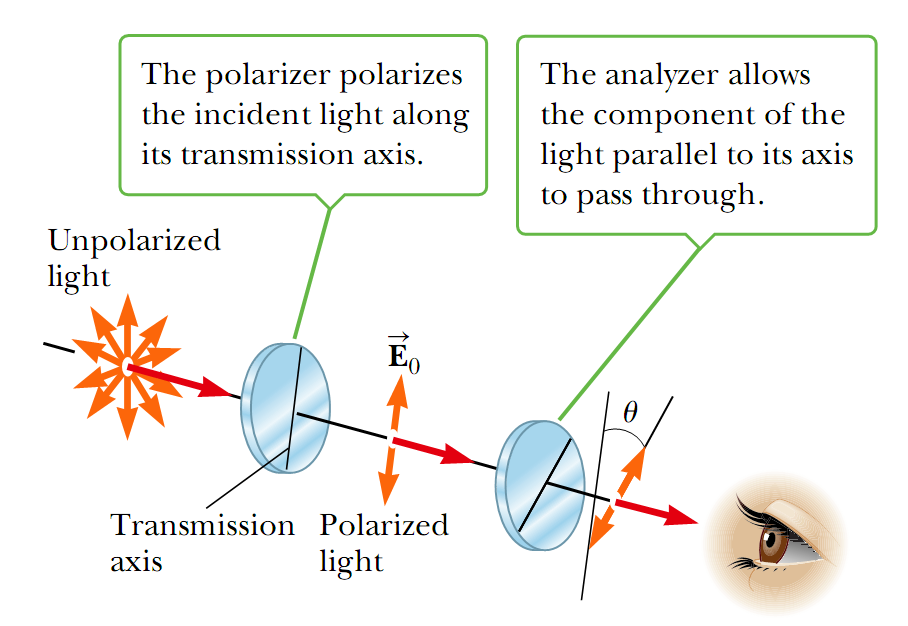 The polarizer polarizes
the incident light along
its transmission axis.
The analyzer allows
the component of the
light parallel to its axis
to pass through.
Unpolarized
light
E⃗₀
θ
Transmission
axis
Polarized
light